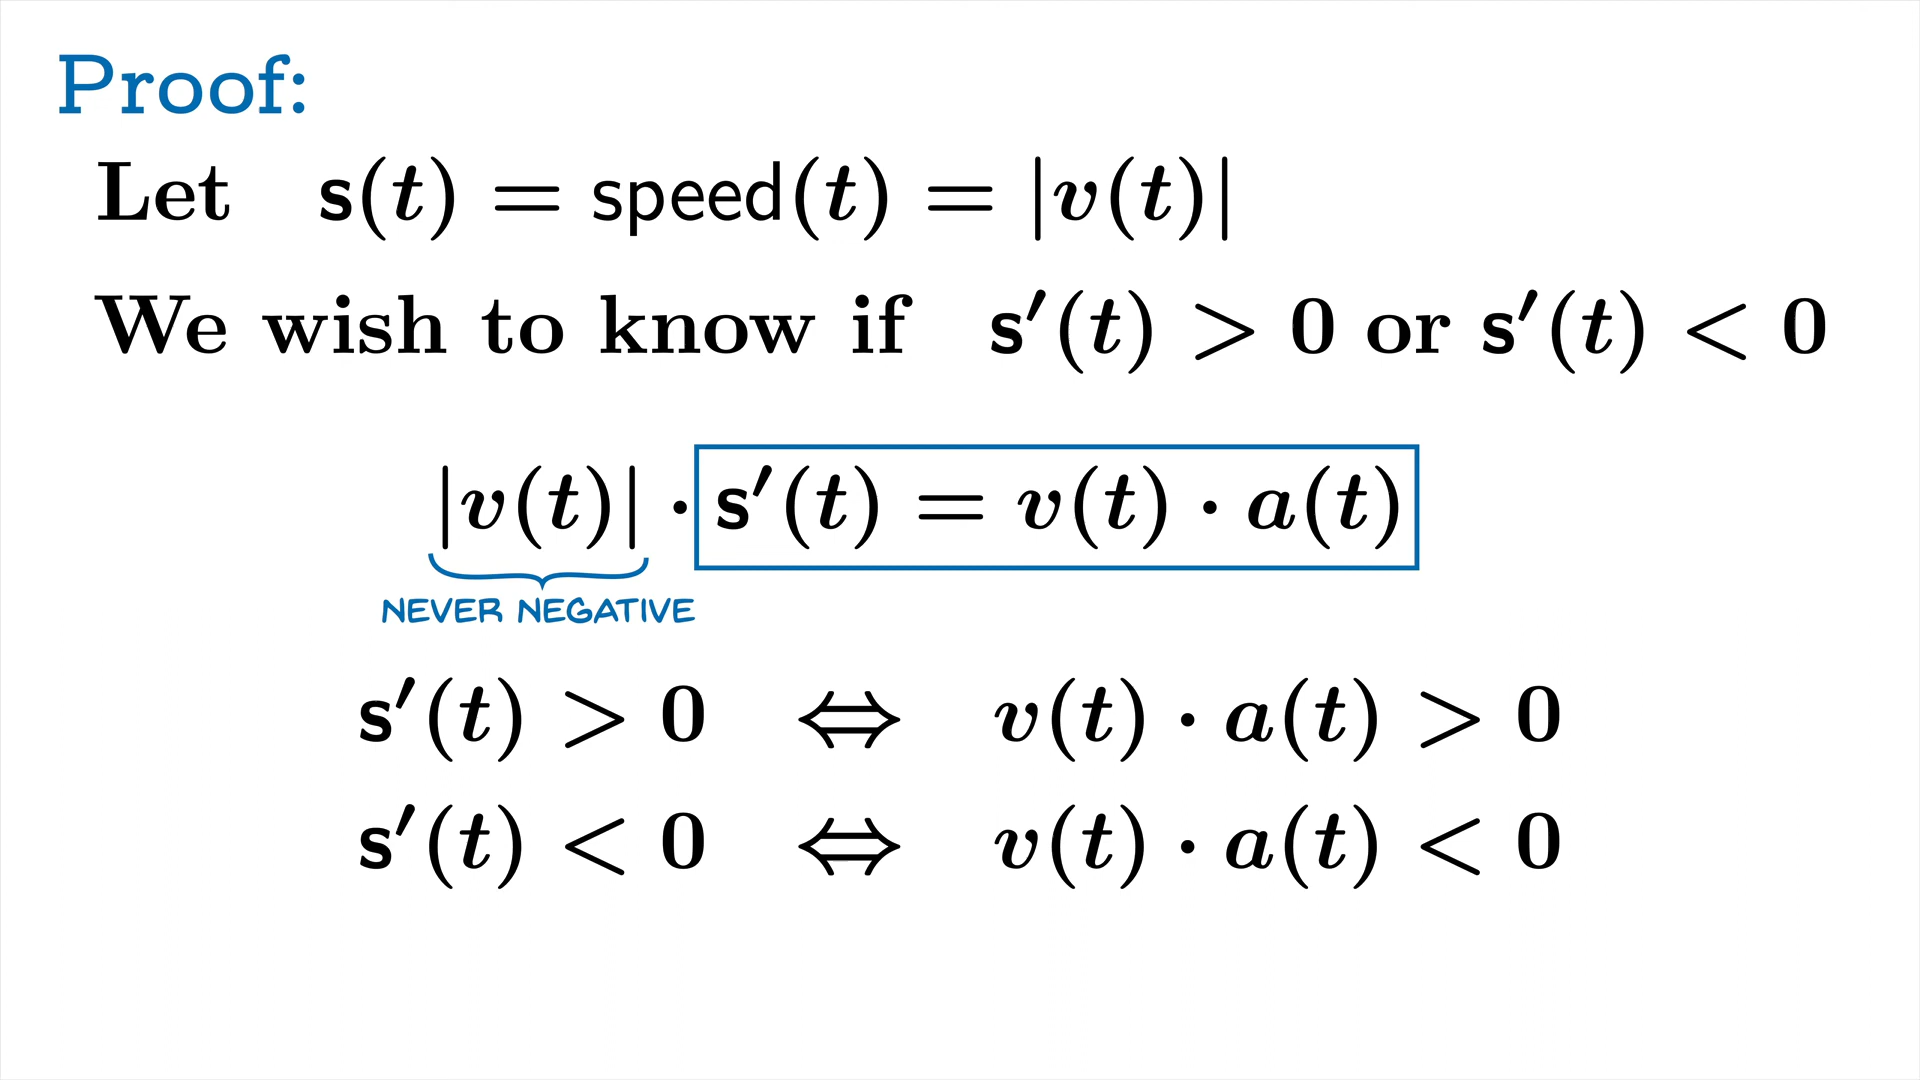 Proof:
Let s(t) = speed(t) = |v(t)|
We wish to know if s′(t) > 0 or s′(t) < 0
|v(t)| · s′(t) = v(t) · a(t)
NEVER NEGATIVE
s′(t) > 0 ⇔ v(t) · a(t) > 0
s′(t) < 0 ⇔ v(t) · a(t) < 0